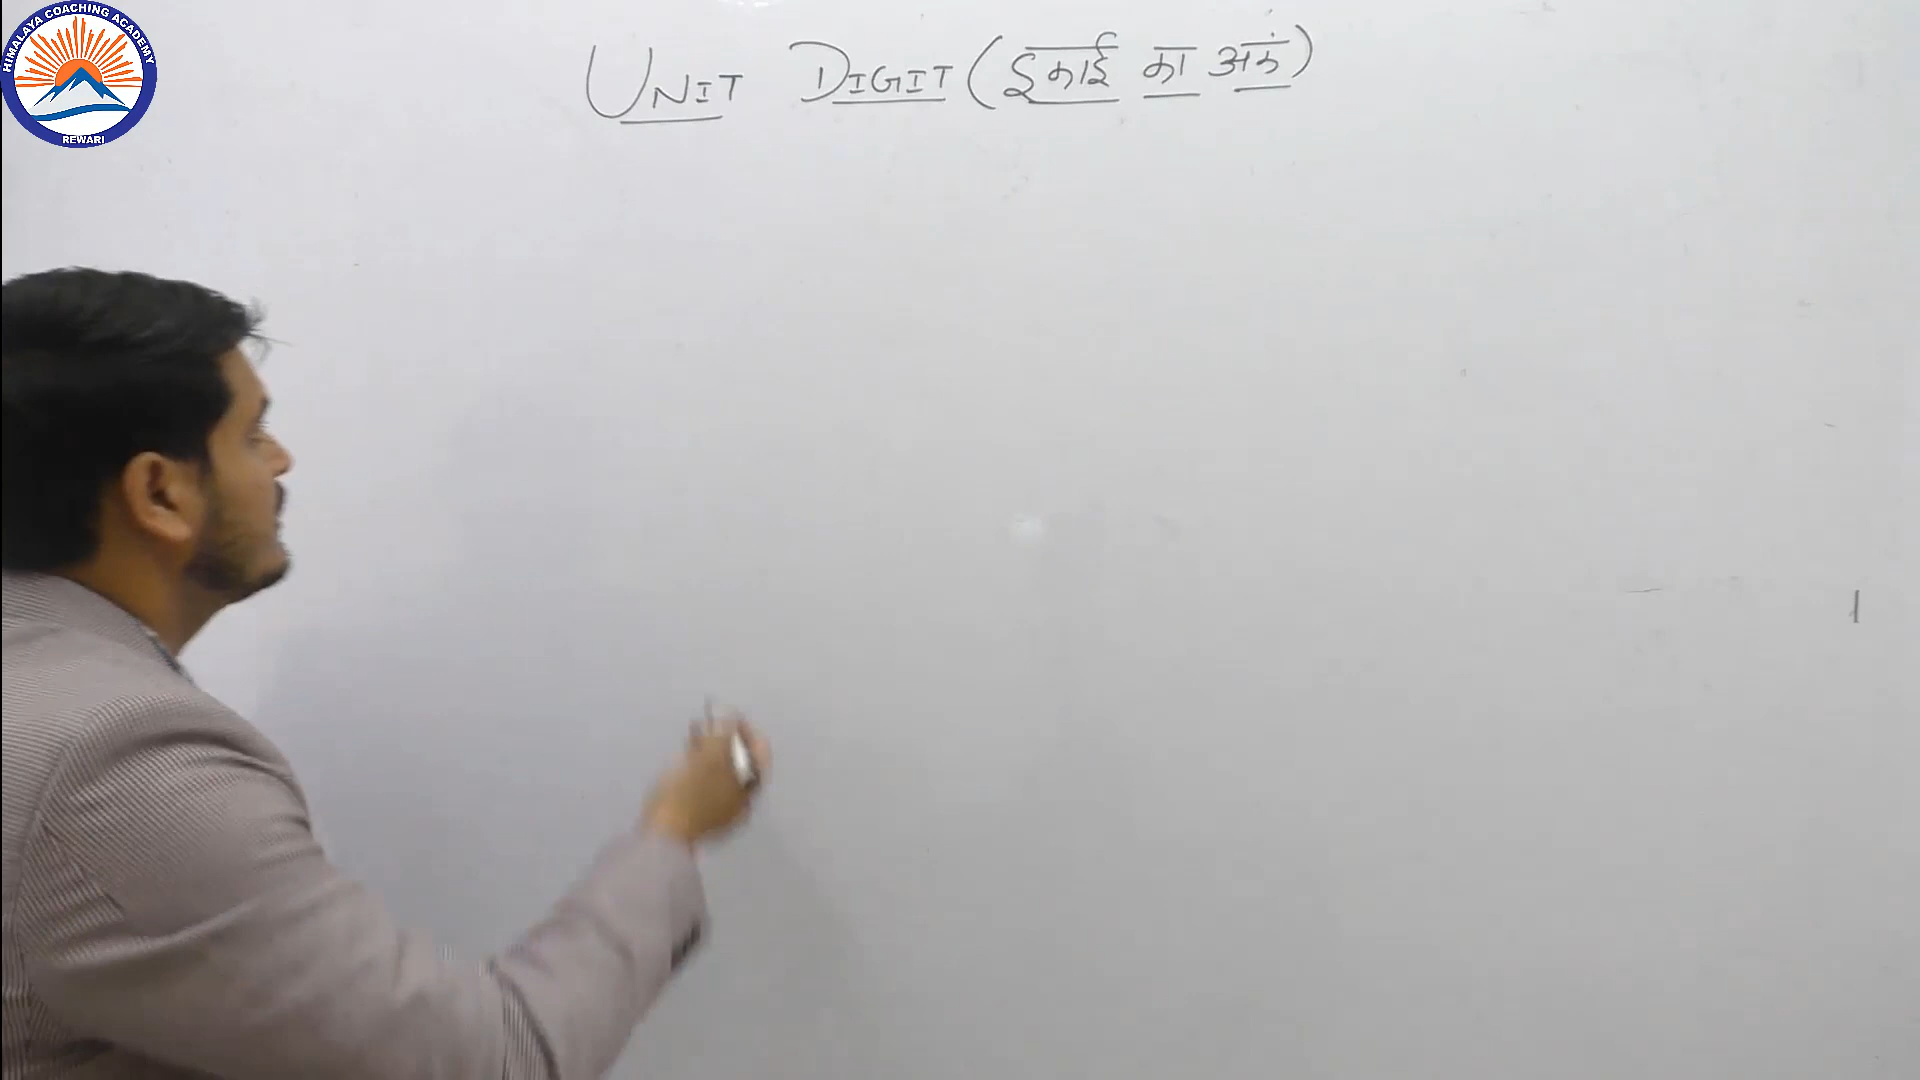 HIMALAYA COACHING ACADEMY
REWARI
UNIT DIGIT (इकाई का अंक)